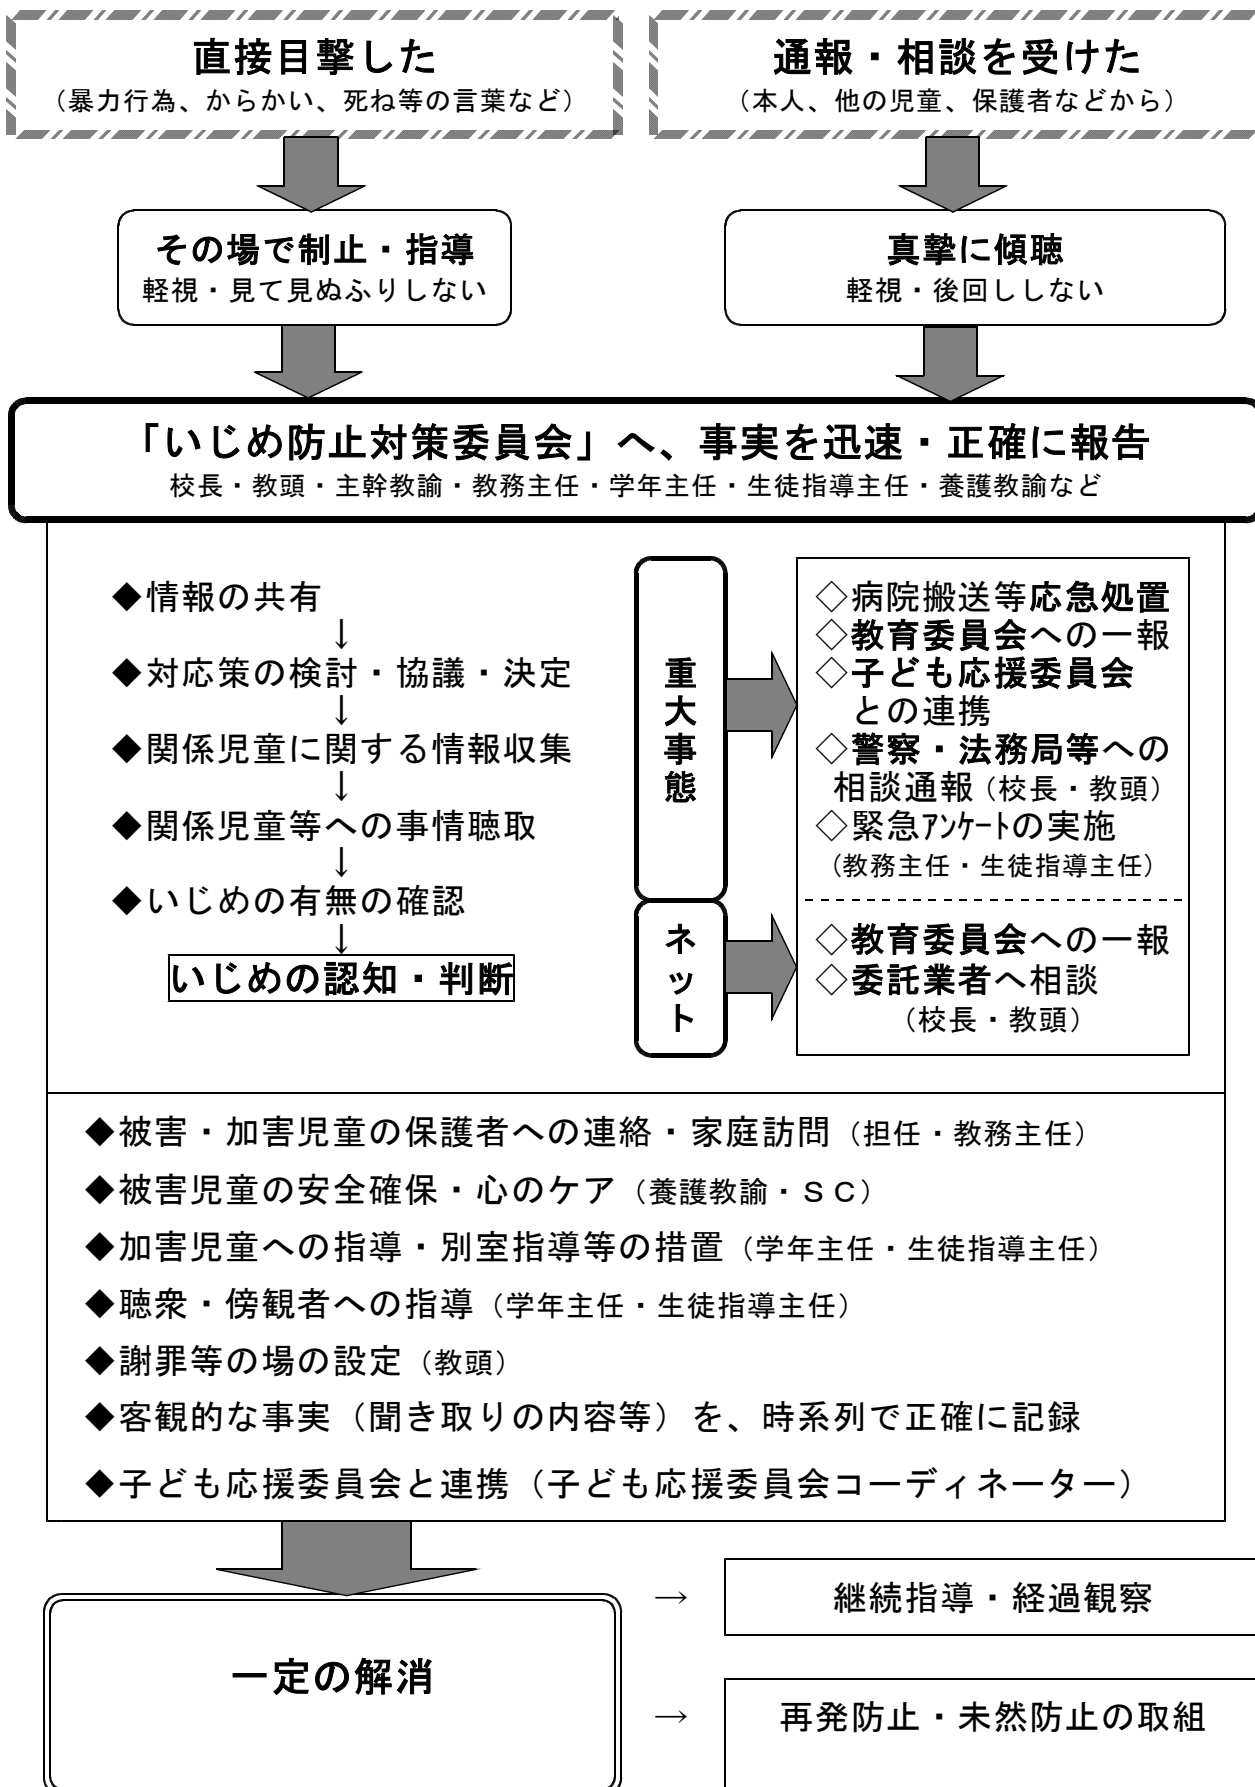 直接目撃した
（暴力行為、からかい、死ね等の言葉など）
通報・相談を受けた
（本人、他の児童、保護者などから）
その場で制止・指導
軽視・見て見ぬふりしない
真摯に傾聴
軽視・後回ししない
「いじめ防止対策委員会」へ、事実を迅速・正確に報告
校長・教頭・主幹教諭・教務主任・学年主任・生徒指導主任・養護教諭など
◆情報の共有
↓
◆対応策の検討・協議・決定
↓
◆関係児童に関する情報収集
↓
◆関係児童等への事情聴取
↓
◆いじめの有無の確認
↓
いじめの認知・判断
重大事態
◇病院搬送等応急処置
◇教育委員会への一報
◇子ども応援委員会
との連携
◇警察・法務局等への
相談通報（校長・教頭）
◇緊急ｱﾝｹｰﾄの実施
（教務主任・生徒指導主任）
ネット
◇教育委員会への一報
◇委託業者へ相談
（校長・教頭）
◆被害・加害児童の保護者への連絡・家庭訪問（担任・教務主任）
◆被害児童の安全確保・心のケア（養護教諭・ＳＣ）
◆加害児童への指導・別室指導等の措置（学年主任・生徒指導主任）
◆聴衆・傍観者への指導（学年主任・生徒指導主任）
◆謝罪等の場の設定（教頭）
◆客観的な事実（聞き取りの内容等）を、時系列で正確に記録
◆子ども応援委員会と連携（子ども応援委員会コーディネーター）
一定の解消
→
継続指導・経過観察
→
再発防止・未然防止の取組